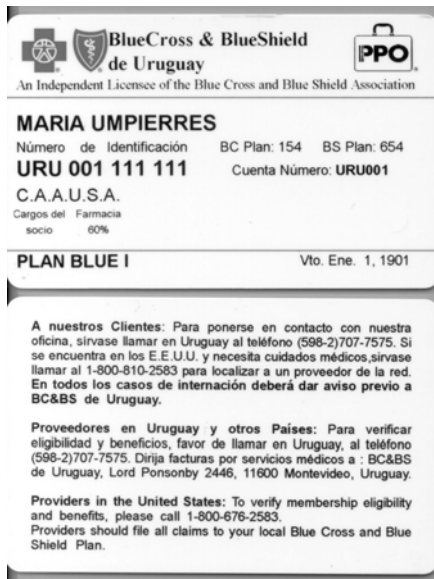 BlueCross & BlueShield
de Uruguay
PPO
An Independent Licensee of the Blue Cross and Blue Shield Association
MARIA UMPIERRES
Número de Identificación BC Plan: 154 BS Plan: 654
URU 001 111 111 Cuenta Número: URU001
C.A.A.U.S.A.
Cargos del Farmacia
socio 60%
PLAN BLUE I Vto. Ene. 1, 1901
A nuestros Clientes: Para ponerse en contacto con nuestra
oficina, sirvase llamar en Uruguay al teléfono (598-2)707-7575. Si
se encuentra en los E.E.U.U. y necesita cuidados médicos,sirvase
llamar al 1-800-810-2583 para localizar a un proveedor de la red.
En todos los casos de internación deberá dar aviso previo a
BC&BS de Uruguay.
Proveedores en Uruguay y otros Países: Para verificar
eligibilidad y beneficios, favor de llamar en Uruguay, al teléfono
(598-2)707-7575. Dirija facturas por servicios médicos a : BC&BS
de Uruguay, Lord Ponsonby 2446, 11600 Montevideo, Uruguay.
Providers in the United States: To verify membership eligibility
and benefits, please call 1-800-676-2583.
Providers should file all claims to your local Blue Cross and Blue
Shield Plan.